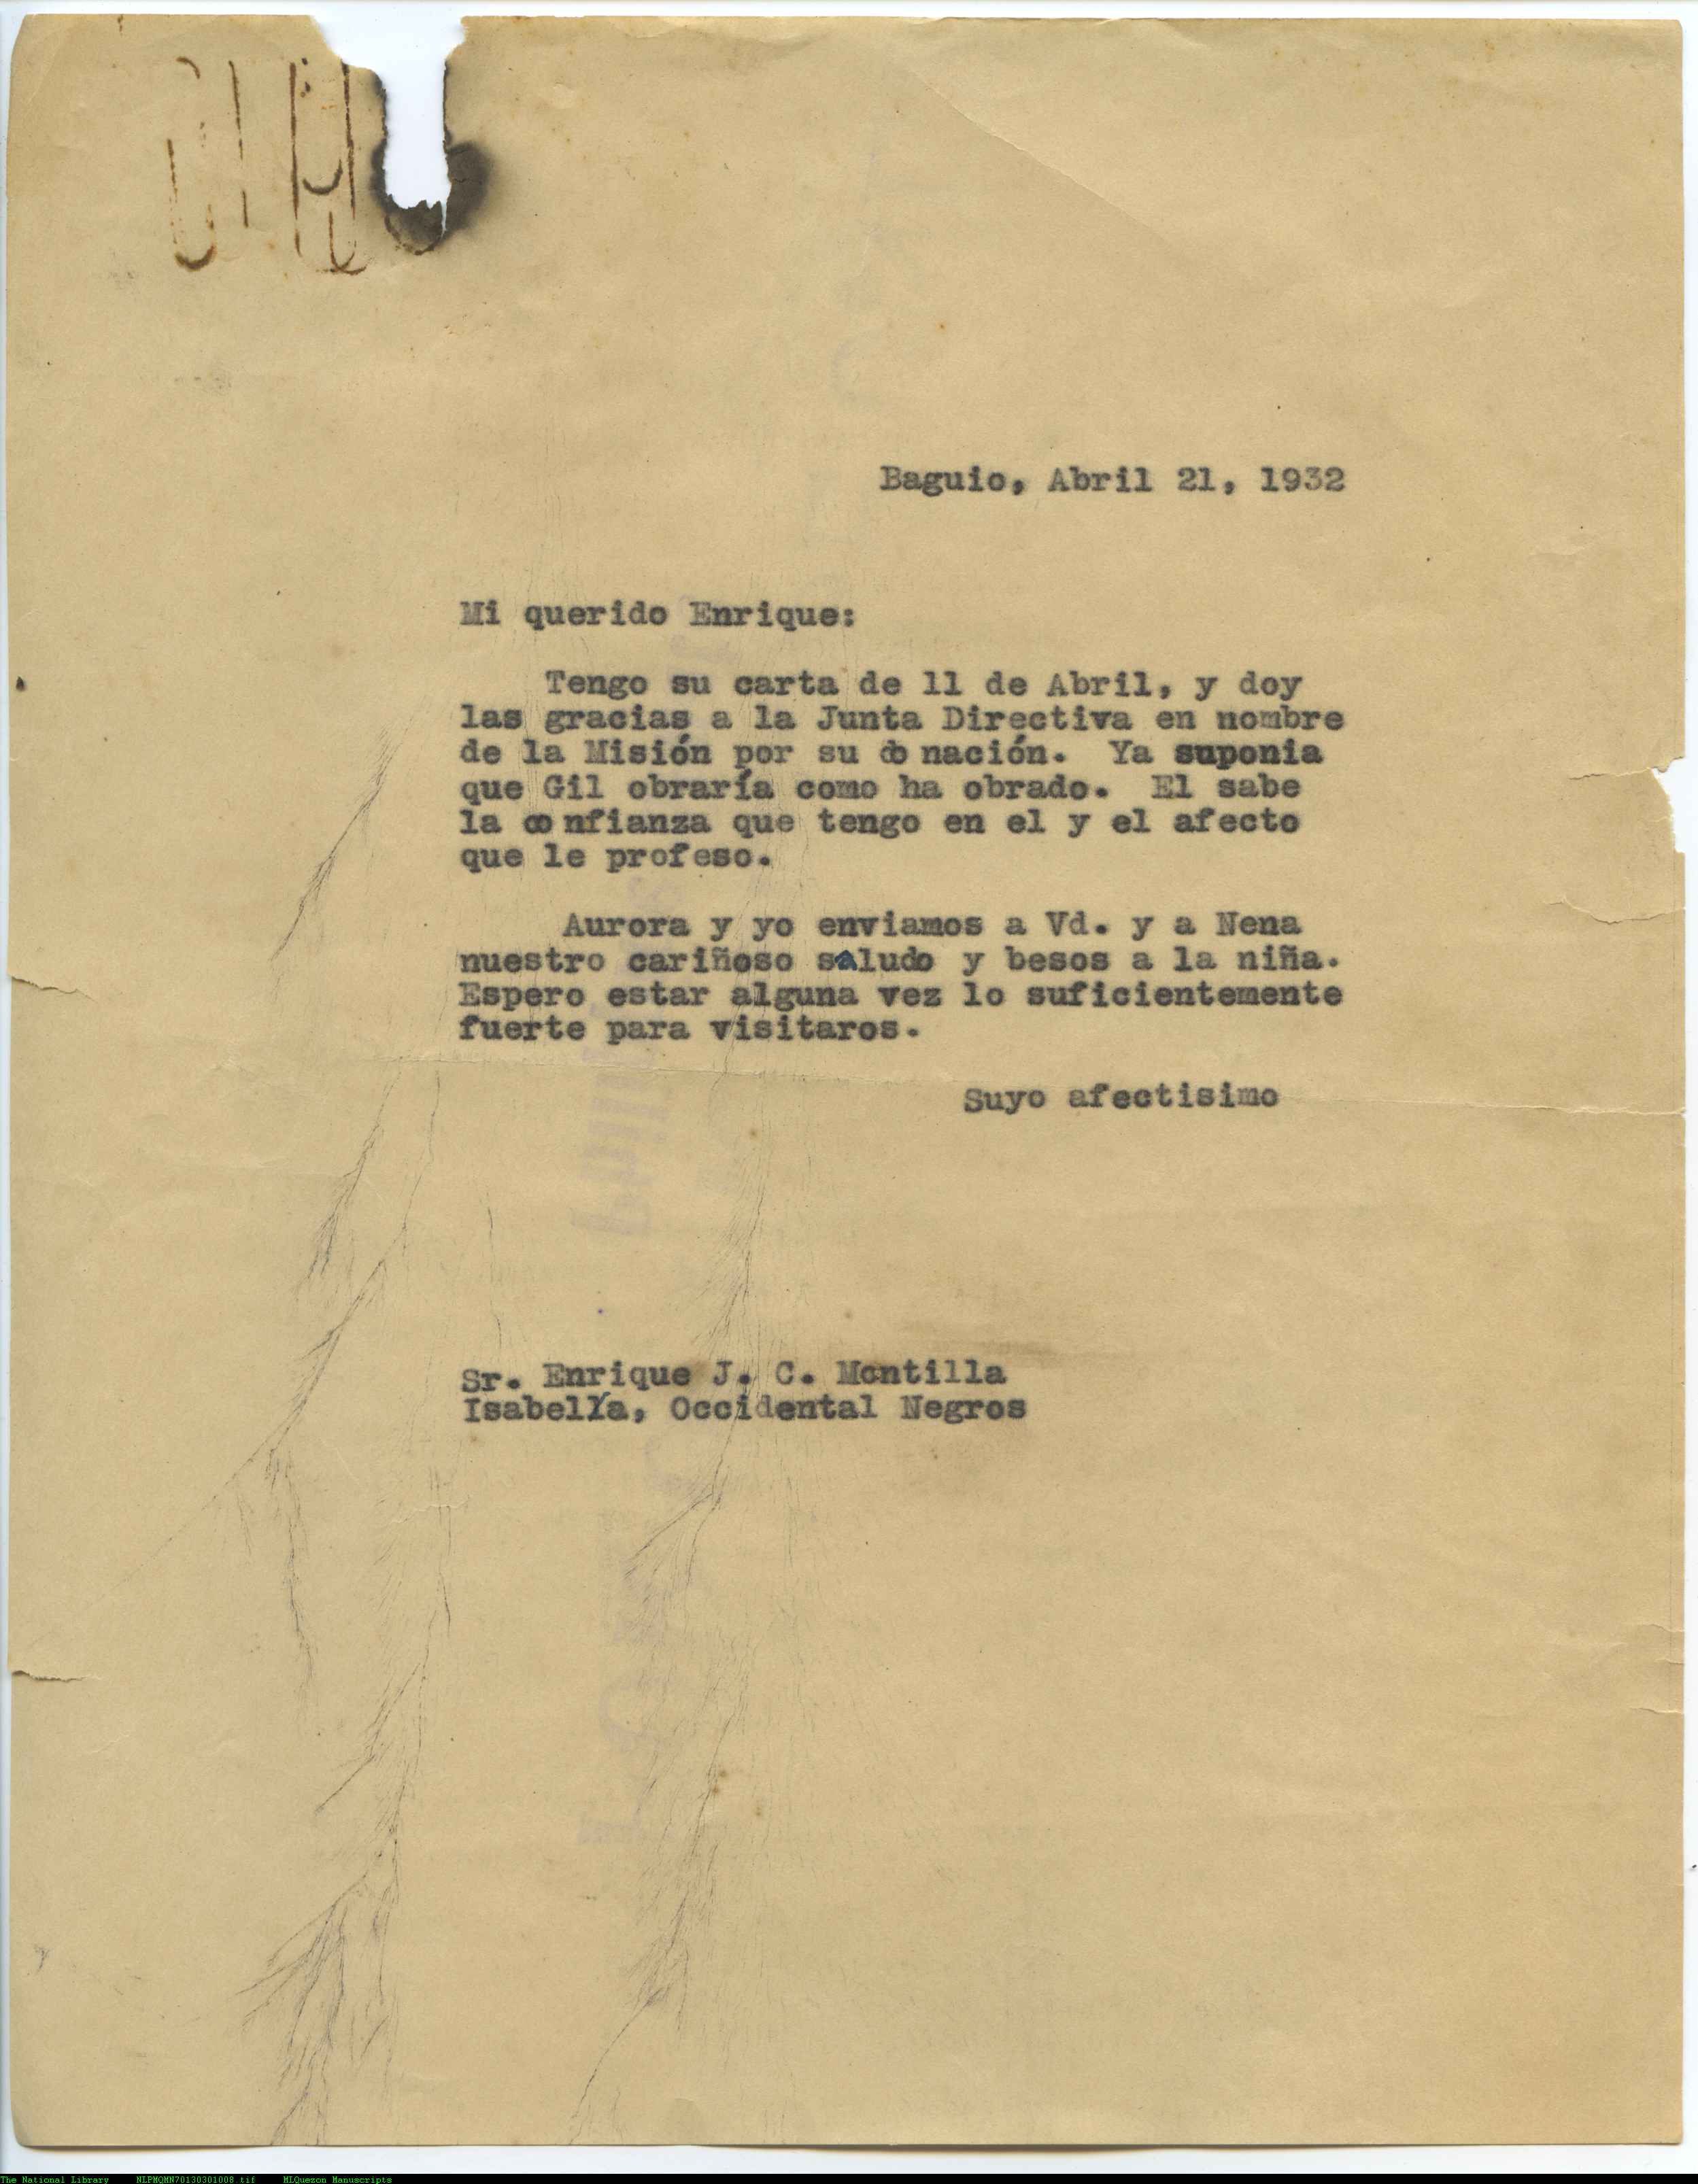 Baguio, Abril 21, 1932
Mi querido Enrique:
Tengo su carta de 11 de Abril, y doy
las gracias a la Junta Directiva en nombre
de la Misión por su donación. Ya suponia
que Gil obraría como ha obrado. El sabe
la confianza que tengo en el y el afecto
que le profeso.
Aurora y yo enviamos a Vd. y a Nena
nuestro cariñoso saludo y besos a la niña.
Espero estar alguna vez lo suficientemente
fuerte para visitaros.
Suyo afectisimo
Sr. Enrique J. C. Montilla
Isabella, Occidental Negros
The National Library NLPMQMN70130301008.tif MLQuezon Manuscripts